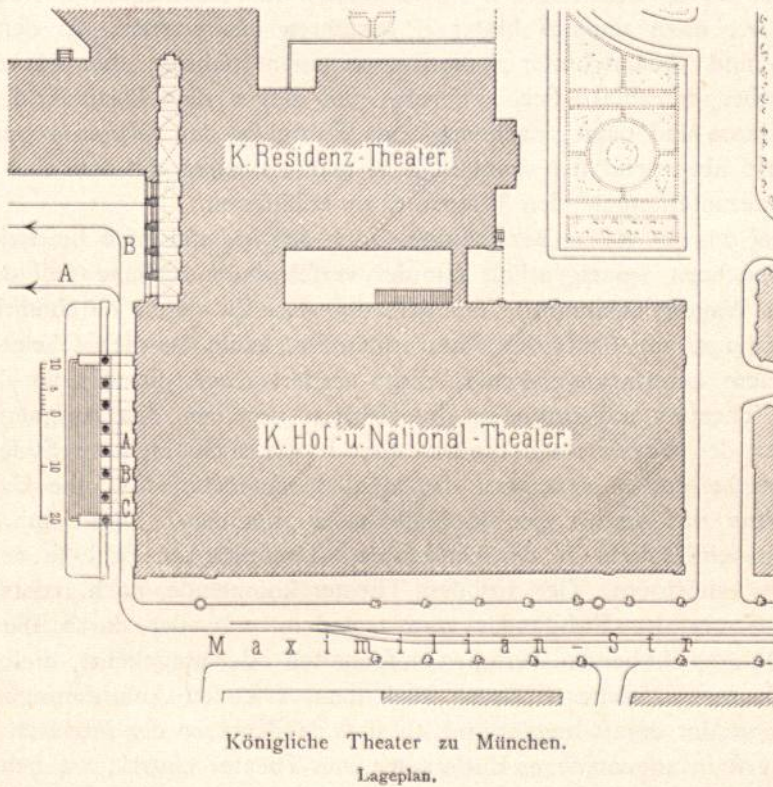 K. Residenz-Theater.
B
A
10
5
0
10
20
A
B
C
K. Hof-u. National-Theater.
Maximilian-Str
Königliche Theater zu München.
Lageplan.